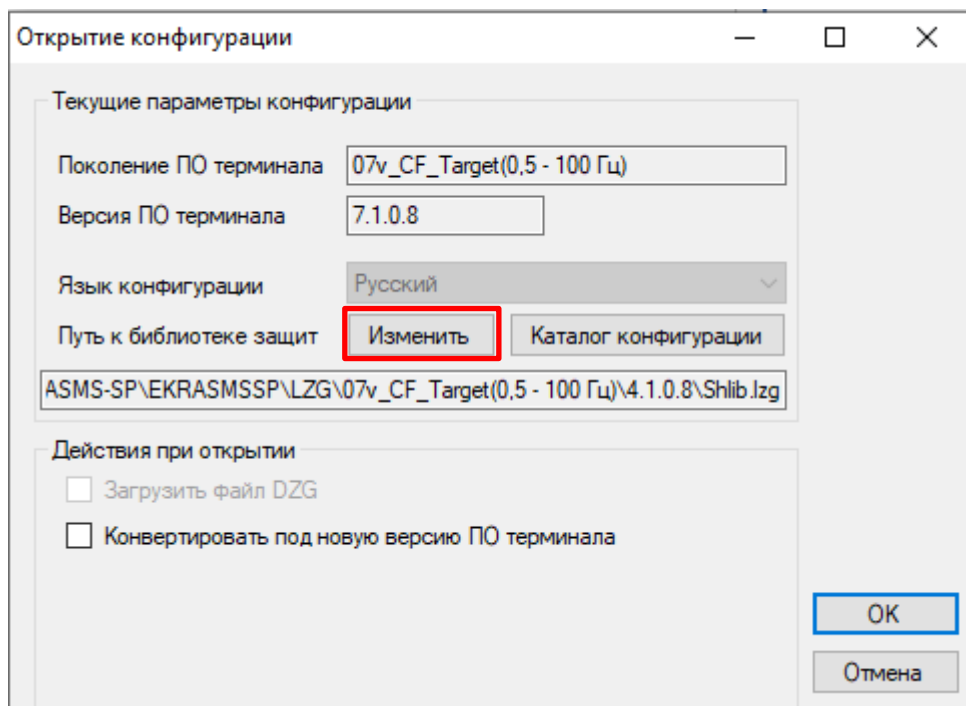 Открытие конфигурации
Текущие параметры конфигурации
Поколение ПО терминала 07v_CF_Target(0,5 - 100 Гц)
Версия ПО терминала 7.1.0.8
Язык конфигурации Русский
Путь к библиотеке защит Изменить Каталог конфигурации
ASMS-SP\EKRASMSSP\LZG\07v_CF_Target(0,5 - 100 Гц)\4.1.0.8\Shlib.lzg
Действия при открытии
Загрузить файл DZG
Конвертировать под новую версию ПО терминала
OK
Отмена